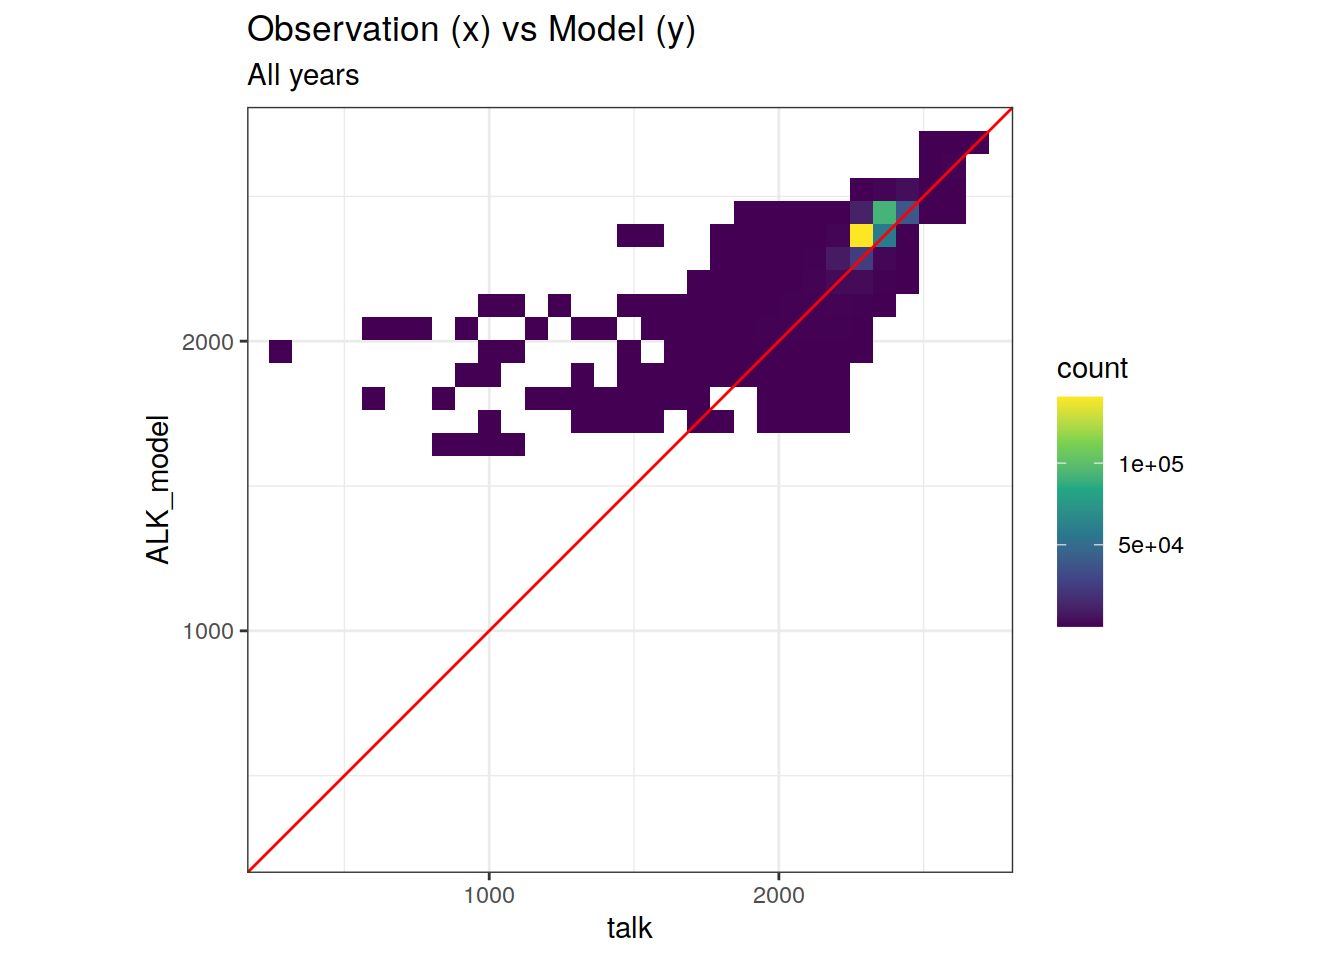 Observation (x) vs Model (y)
All years
ALK_model
2000
1000
1000
2000
talk
count
1e+05
5e+04